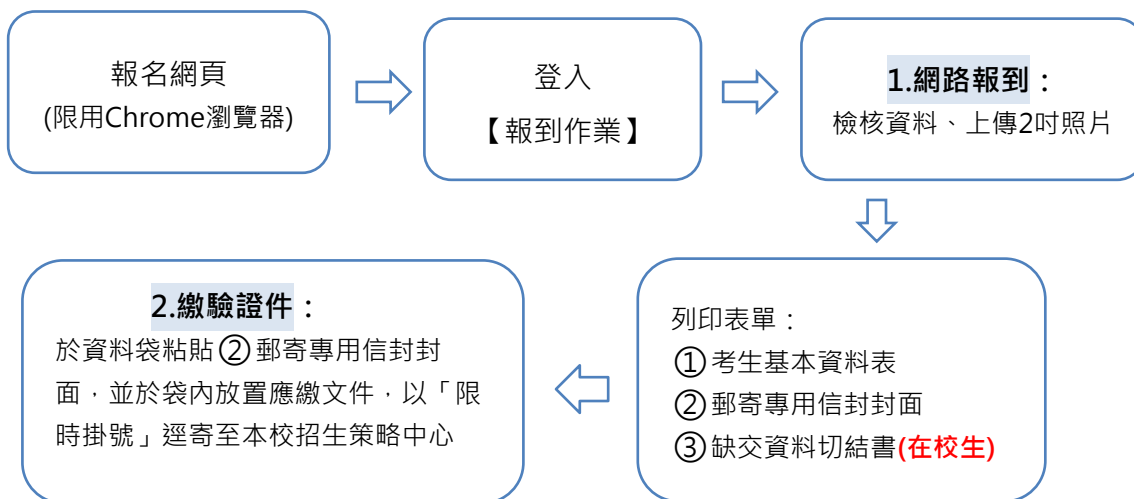 報名網頁
(限用Chrome瀏覽器)
登入
【報到作業】
1.網路報到：
檢核資料、上傳2吋照片
列印表單：
①考生基本資料表
②郵寄專用信封封面
③缺交資料切結書(在校生)
2.繳驗證件：
於資料袋粘貼②郵寄專用信封封
面，並於袋內放置應繳文件，以「限
時掛號」逕寄至本校招生策略中心